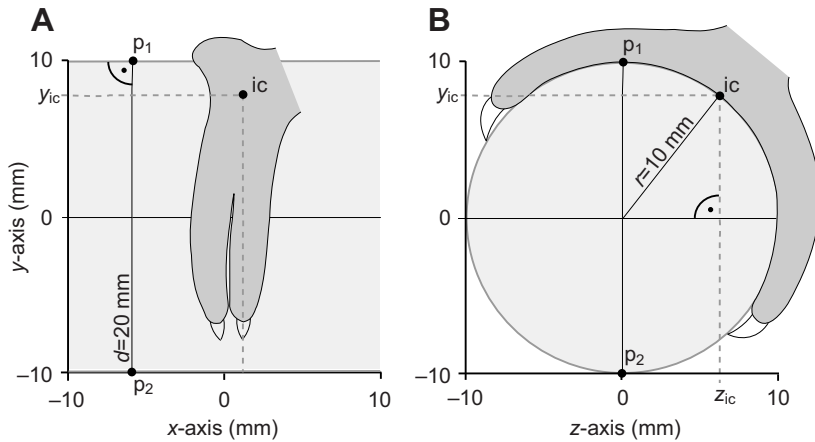 A
B
10
p1
ic
yic
0
y-axis (mm)
d=20 mm
–10
p2
–10
0
10
x-axis (mm)
10
p1
ic
yic
r=10 mm
0
–10
p2
–10
0
zic
10
z-axis (mm)